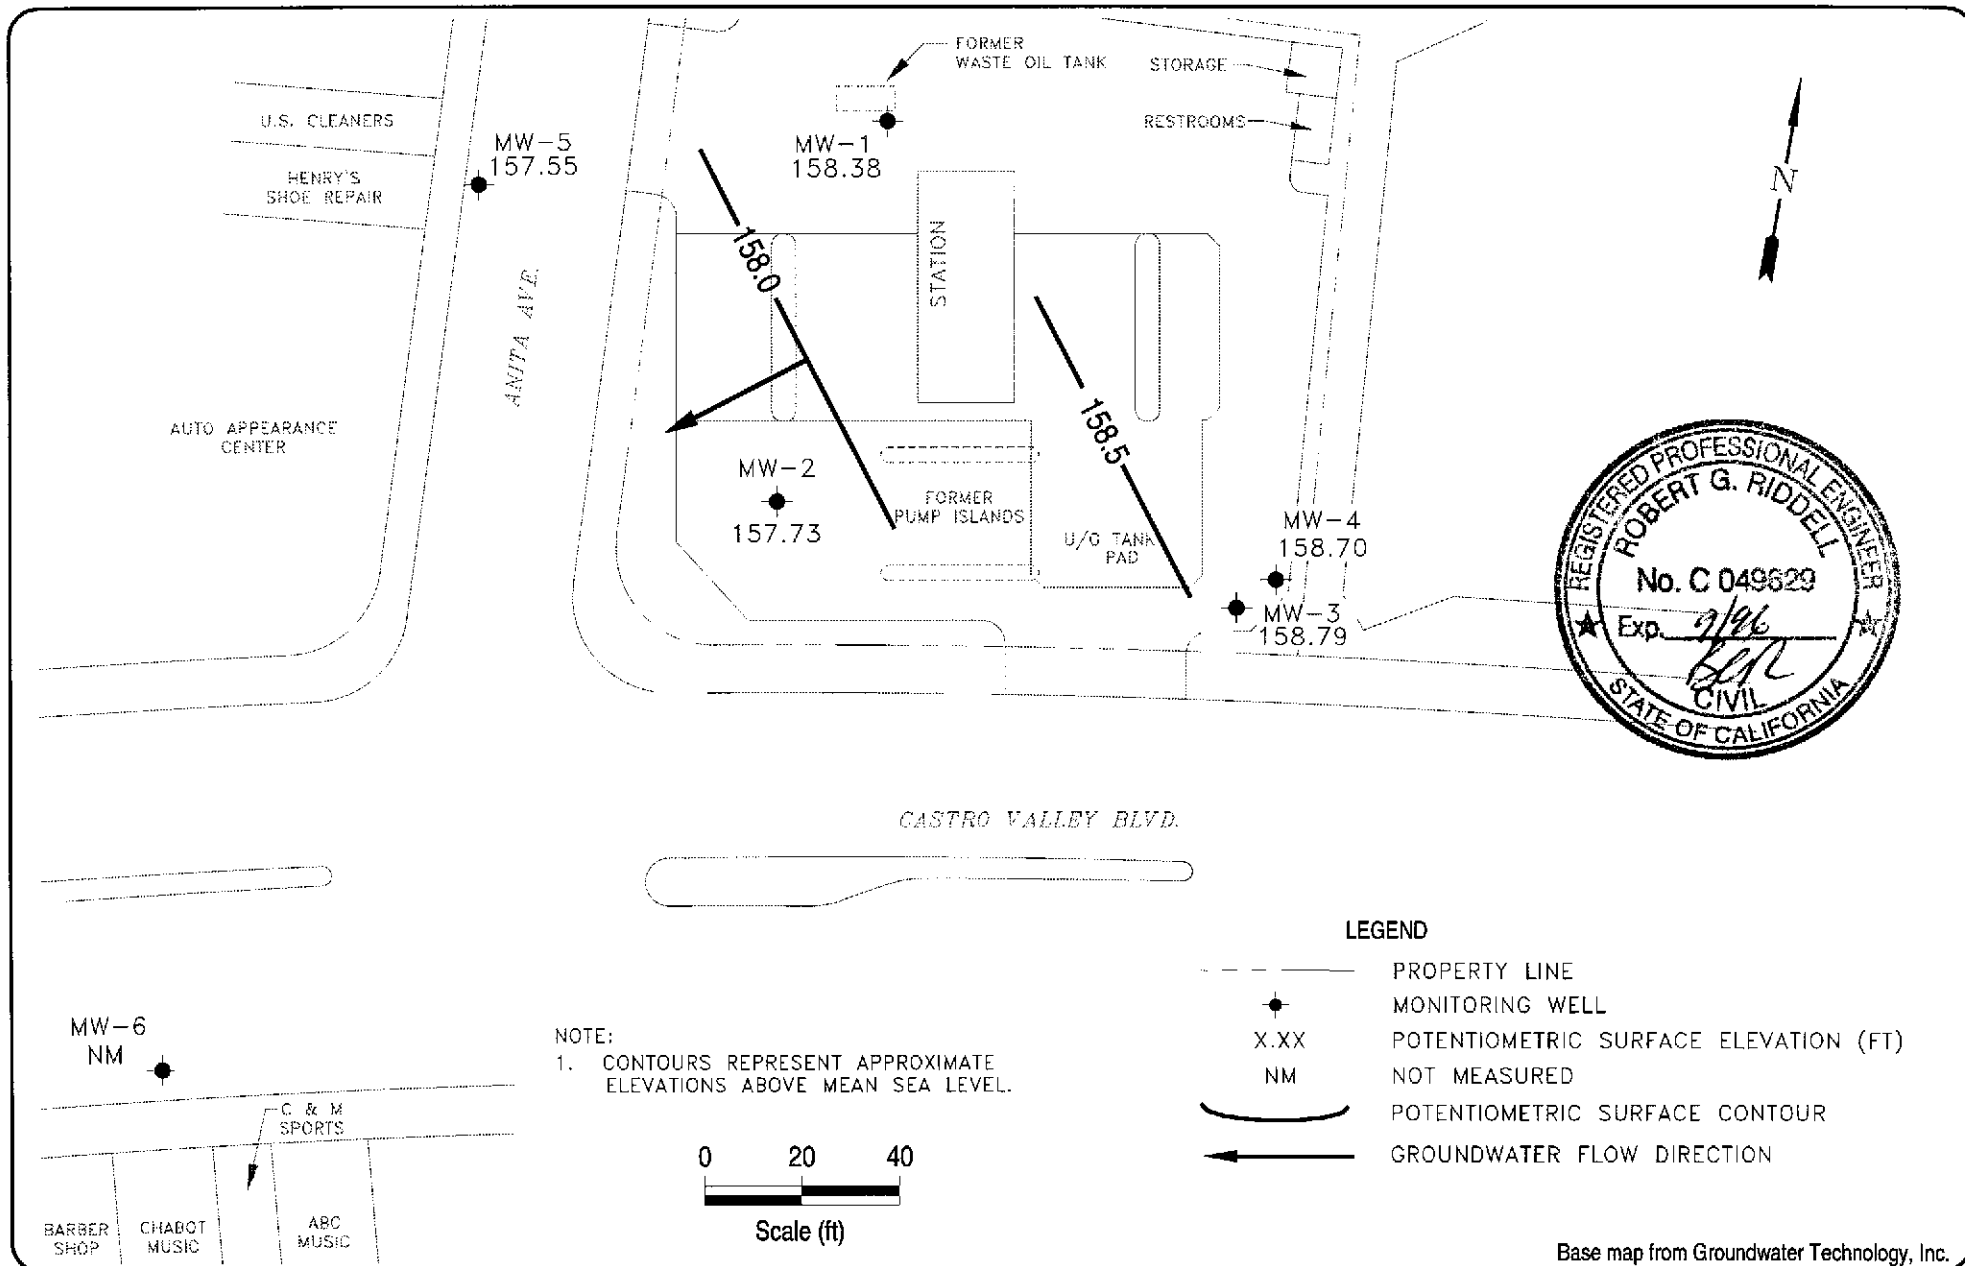 FORMER
WASTE OIL TANK
STORAGE
RESTROOMS
U.S. CLEANERS
HENRY'S
SHOE REPAIR
MW-5
157.55
MW-1
158.38
N
STATION
158.0
ANITA AVE.
158.5
AUTO APPEARANCE
CENTER
MW-2
157.73
FORMER
PUMP ISLANDS
U/G TANK
PAD
MW-4
158.70
MW-3
158.79
REGISTERED PROFESSIONAL ENGINEER
ROBERT G. RIDDELL
No. C 049629
Exp. 9/96
CIVIL
STATE OF CALIFORNIA
CASTRO VALLEY BLVD.
MW-6
NM
C & M
SPORTS
BARBER
SHOP
CHABOT
MUSIC
ABC
MUSIC
NOTE:
1. CONTOURS REPRESENT APPROXIMATE
ELEVATIONS ABOVE MEAN SEA LEVEL.
0 20 40
Scale (ft)
LEGEND
PROPERTY LINE
MONITORING WELL
X.XX POTENTIOMETRIC SURFACE ELEVATION (FT)
NM NOT MEASURED
POTENTIOMETRIC SURFACE CONTOUR
GROUNDWATER FLOW DIRECTION
Base map from Groundwater Technology, Inc.